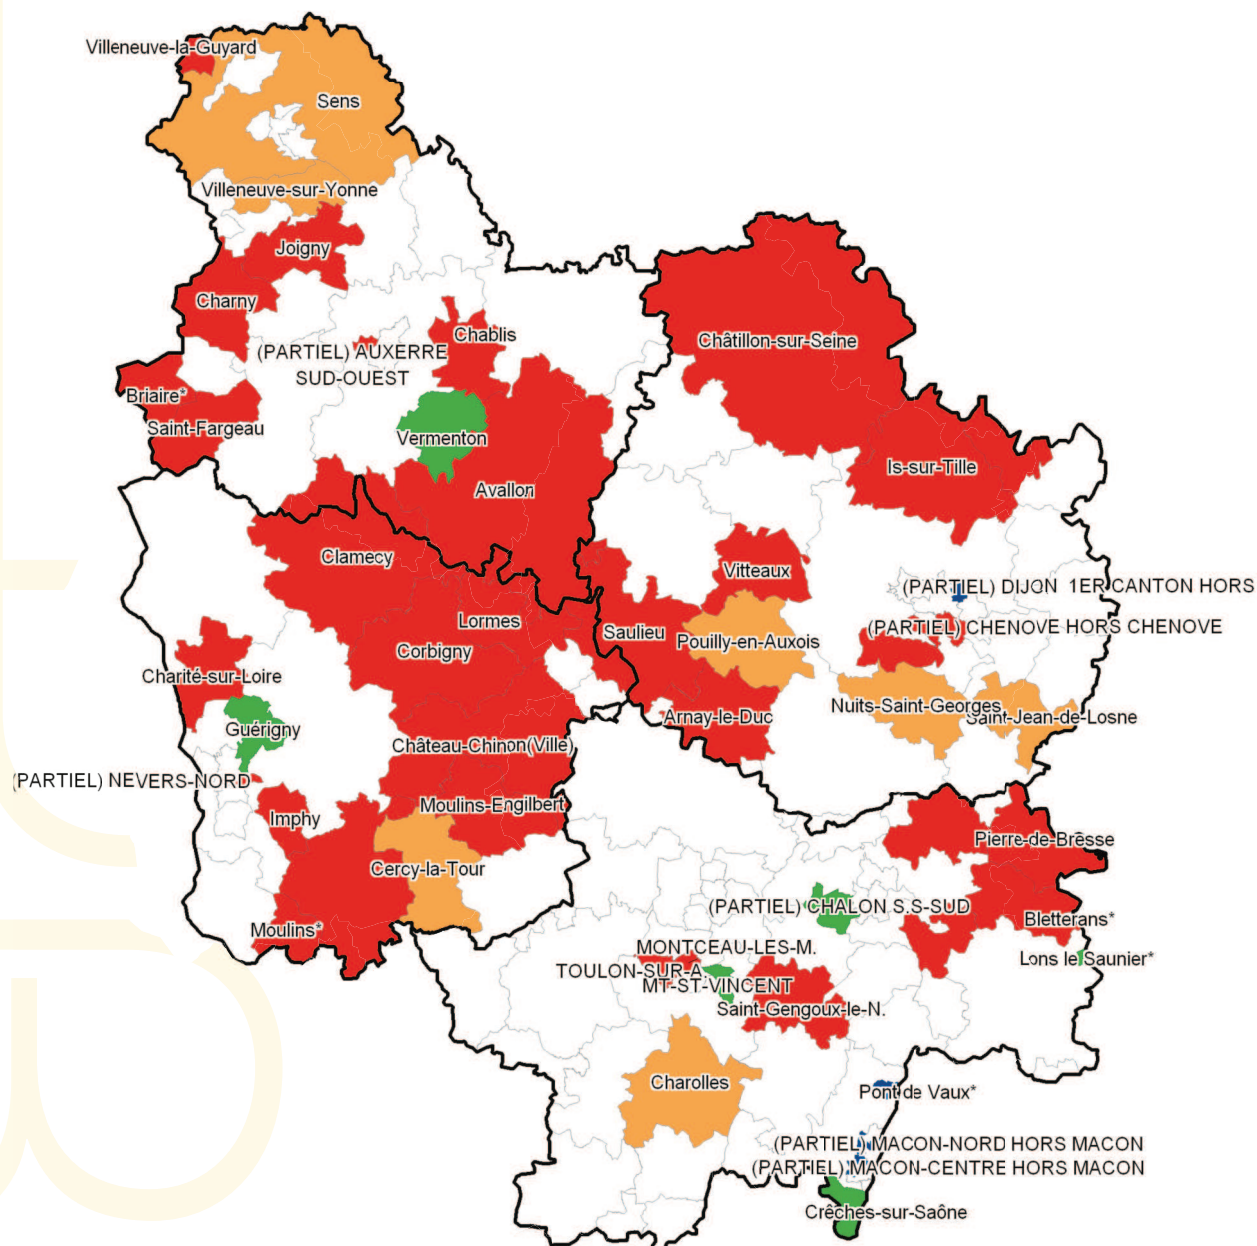 Villeneuve-la-Guyard
Sens
Villeneuve-sur-Yonne
Joigny
Charny
Châtillon-sur-Seine
Chablis
(PARTIEL) AUXERRE
SUD-OUEST
Briaire*
Saint-Fargeau
Vermenton
Is-sur-Tille
Avallon
Clamecy
Vitteaux
(PARTIEL) DIJON 1ER CANTON HORS
Lormes
Saulieu
(PARTIEL) CHENOVE HORS CHENOVE
Pouilly-en-Auxois
Corbigny
Charité-sur-Loire
Nuits-Saint-Georges
Saint-Jean-de-Losne
Arnay-le-Duc
Guérigny
Château-Chinon(Ville)
(PARTIEL) NEVERS-NORD
Moulins-Engilbert
Imphy
Pierre-de-Bresse
Cercy-la-Tour
(PARTIEL) CHALON S.S-SUD
Bletterans*
Moulins*
MONTCEAU-LES-M.
Lons le Saunier*
TOULON-SUR-A.
MT-ST-VINCENT
Saint-Gengoux-le-N.
Charolles
Pont de Vaux*
(PARTIEL) MACON-NORD HORS MACON
(PARTIEL) MACON-CENTRE HORS MACON
Crêches-sur-Saône